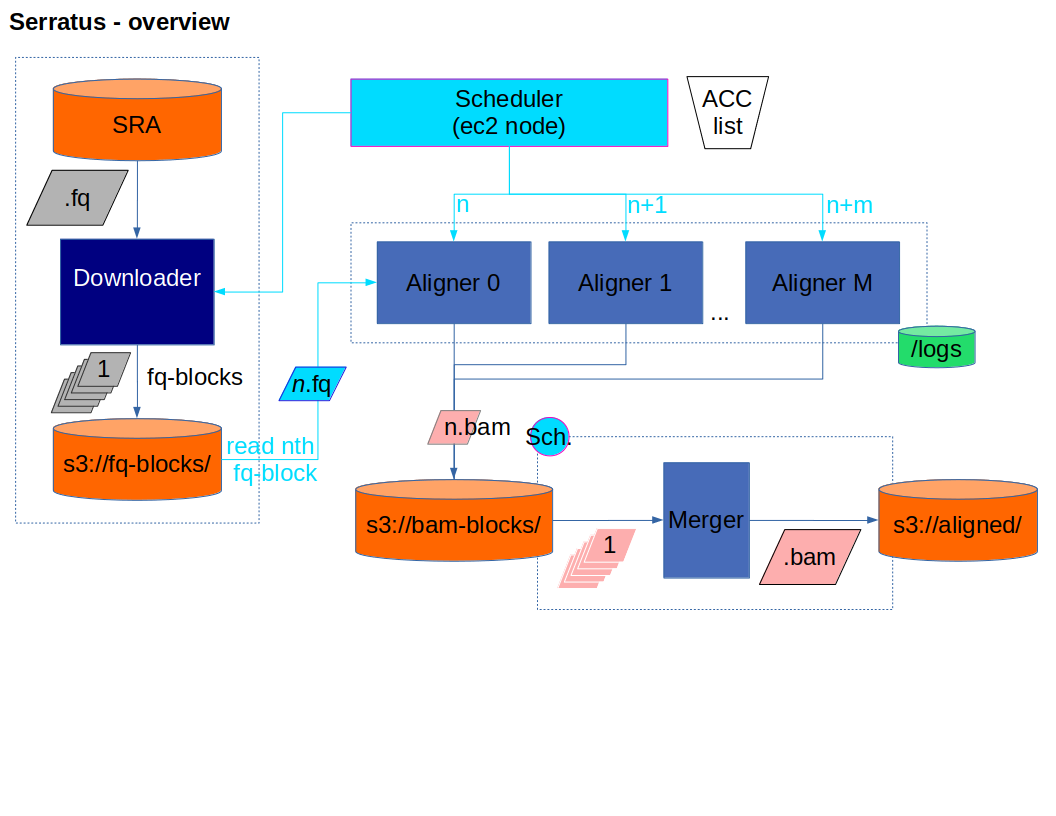 Serratus - overview
SRA
.fq
Downloader
1
fq-blocks
s3://fq-blocks/
read nth
fq-block
n.fq
Scheduler
(ec2 node)
ACC
list
n
n+1
n+m
Aligner 0
Aligner 1
...
Aligner M
/logs
n.bam
Sch.
s3://bam-blocks/
1
Merger
.bam
s3://aligned/